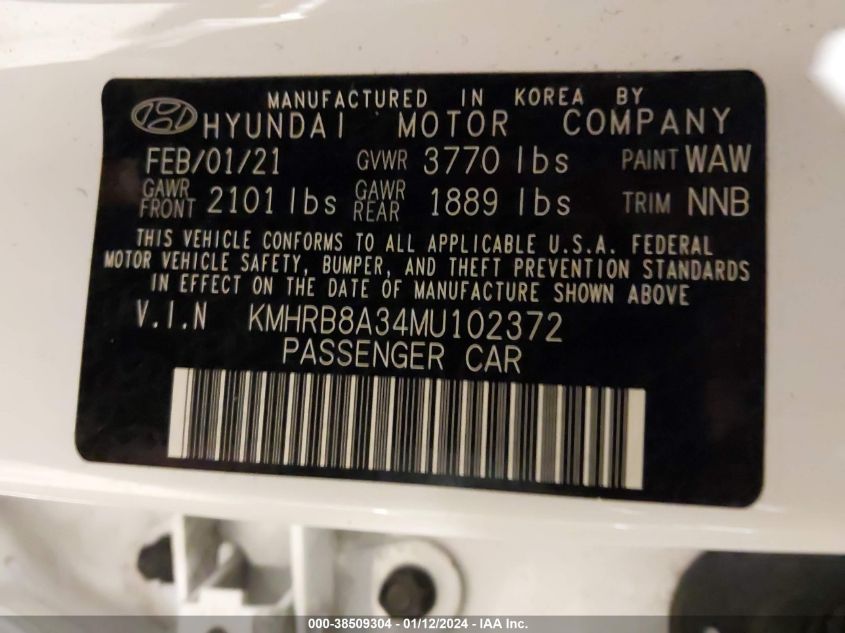 MANUFACTURED IN KOREA BY
HYUNDAI MOTOR COMPANY
FEB/01/21 GVWR 3770 lbs PAINT WAW
GAWR FRONT 2101 lbs GAWR REAR 1889 lbs TRIM NNB
THIS VEHICLE CONFORMS TO ALL APPLICABLE U.S.A. FEDERAL
MOTOR VEHICLE SAFETY, BUMPER, AND THEFT PREVENTION STANDARDS
IN EFFECT ON THE DATE OF MANUFACTURE SHOWN ABOVE
V.I.N KMHRB8A34MU102372
PASSENGER CAR
000-38509304 - 01/12/2024 - IAA Inc.